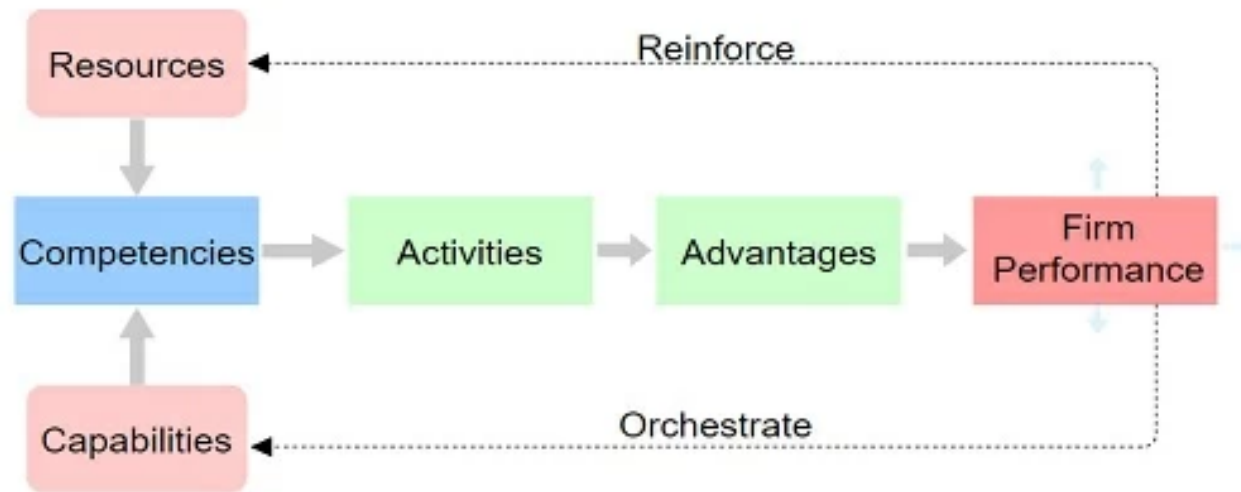 Resources
Reinforce
Competencies
Activities
Advantages
Firm
Performance
Capabilities
Orchestrate